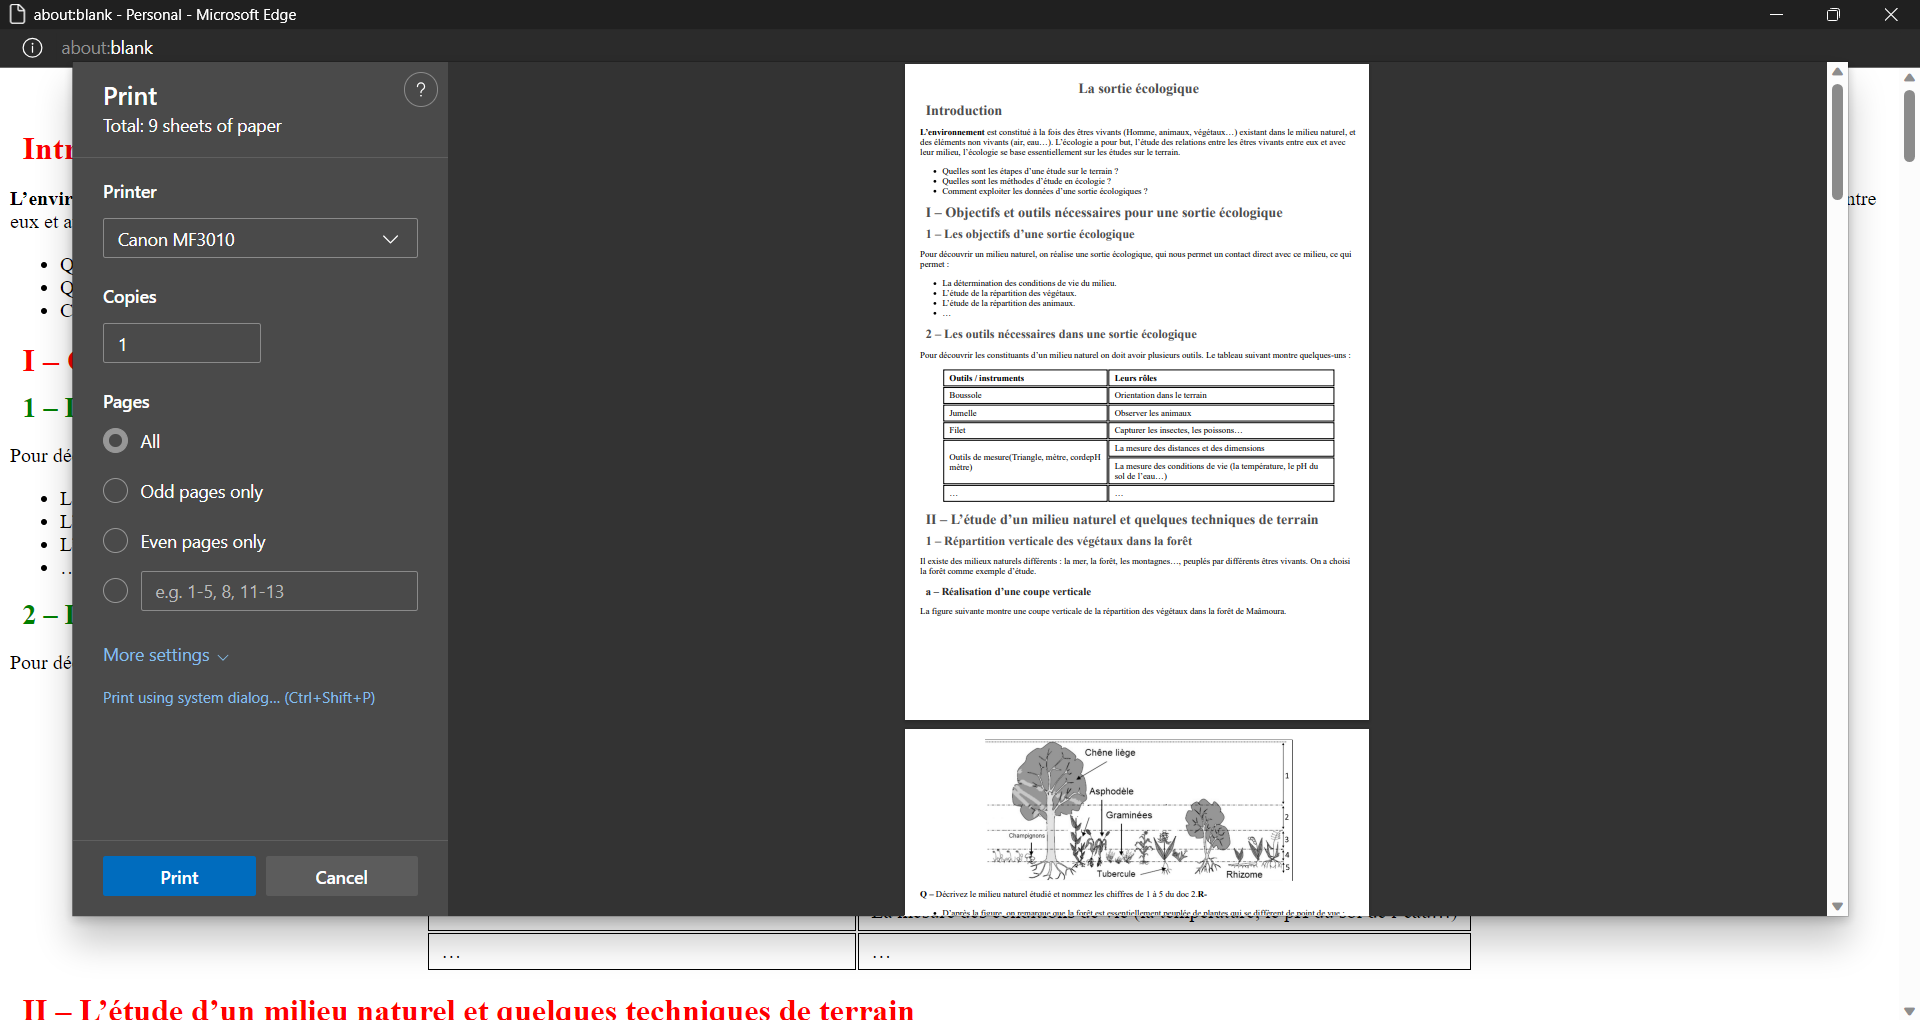 about:blank - Personal - Microsoft Edge
about:blank
Print
?
Total: 9 sheets of paper
Printer
Canon MF3010
Copies
1
Pages
All
Odd pages only
Even pages only
e.g. 1-5, 8, 11-13
More settings
Print using system dialog... (Ctrl+Shift+P)
Print
Cancel
La sortie écologique
Introduction
L'environnement est constitué à la fois des êtres vivants (Homme, animaux, végétaux…) existant dans le milieu naturel, et
des éléments non vivants (air, eau…). L'écologie a pour but, l'étude des relations entre les êtres vivants entre eux et avec
leur milieu, l'écologie se base essentiellement sur les études sur le terrain.
• Quelles sont les étapes d'une étude sur le terrain ?
• Quelles sont les méthodes d'étude en écologie ?
• Comment exploiter les données d'une sortie écologiques ?
I – Objectifs et outils nécessaires pour une sortie écologique
1 – Les objectifs d'une sortie écologique
Pour découvrir un milieu naturel, on réalise une sortie écologique, qui nous permet un contact direct avec ce milieu, ce qui
permet :
• La détermination des conditions de vie du milieu.
• L'étude de la répartition des végétaux.
• L'étude de la répartition des animaux.
• …
2 – Les outils nécessaires dans une sortie écologique
Pour découvrir les constituants d'un milieu naturel on doit avoir plusieurs outils. Le tableau suivant montre quelques-uns :
Outils / instruments Leurs rôles
Boussole Orientation dans le terrain
Jumelle Observer les animaux
Filet Capturer les insectes, les poissons…
Outils de mesure(Triangle, mètre, cordepH
mètre)
La mesure des distances et des dimensions
La mesure des conditions de vie (la température, le pH du
sol de l'eau…)
… …
II – L'étude d'un milieu naturel et quelques techniques de terrain
1 – Répartition verticale des végétaux dans la forêt
Il existe des milieux naturels différents : la mer, la forêt, les montagnes…, peuplés par différents êtres vivants. On a choisi
la forêt comme exemple d'étude.
a – Réalisation d'une coupe verticale
La figure suivante montre une coupe verticale de la répartition des végétaux dans la forêt de Maâmoura.
Chêne liège
1
Asphodèle
Graminées
2
Champignons
3
4
5
Tubercule
Rhizome
Q – Décrivez le milieu naturel étudié et nommez les chiffres de 1 à 5 du doc 2.R-
• D'après la figure, on remarque que la forêt est essentiellement peuplée de plantes qui se différent de point de vue :
Intr
L'envir
ntre
eux et a
• Q
• Q
• C
I –
1 – I
Pour dé
• L
• L
• L'
• …
2 – I
Pour dé
La mesure des conditions de vie (la température, le pH du sol de l'eau…)
… …
II – L'étude d'un milieu naturel et quelques techniques de terrain